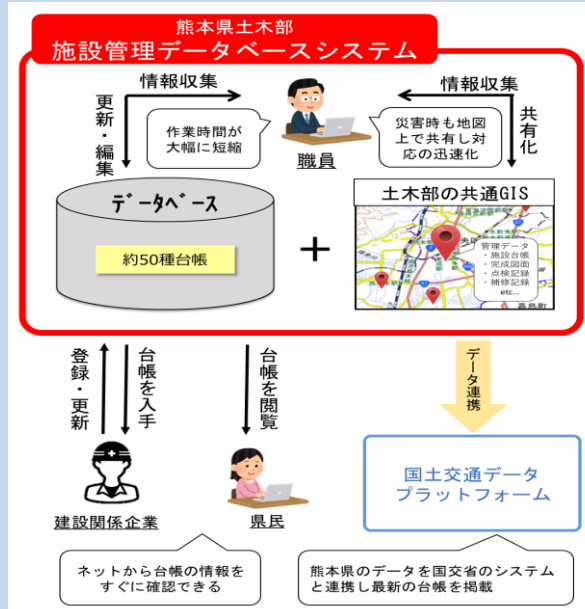 熊本県土木部
施設管理データベースシステム
情報収集
情報収集
更新・編集
作業時間が
大幅に短縮
職員
災害時も地図
上で共有し対
応の迅速化
共有化
データベース
約50種台帳
+
土木部の共通GIS
管理データ
・施設台帳
・完成図面
・点検記録
・補修記録
etc…
嘉島町
登録・更新
台帳を入手
台帳を閲覧
データ連携
建設関係企業
県民
国土交通データ
プラットフォーム
ネットから台帳の情報を
すぐに確認できる
熊本県のデータを国交省のシステム
と連携し最新の台帳を掲載